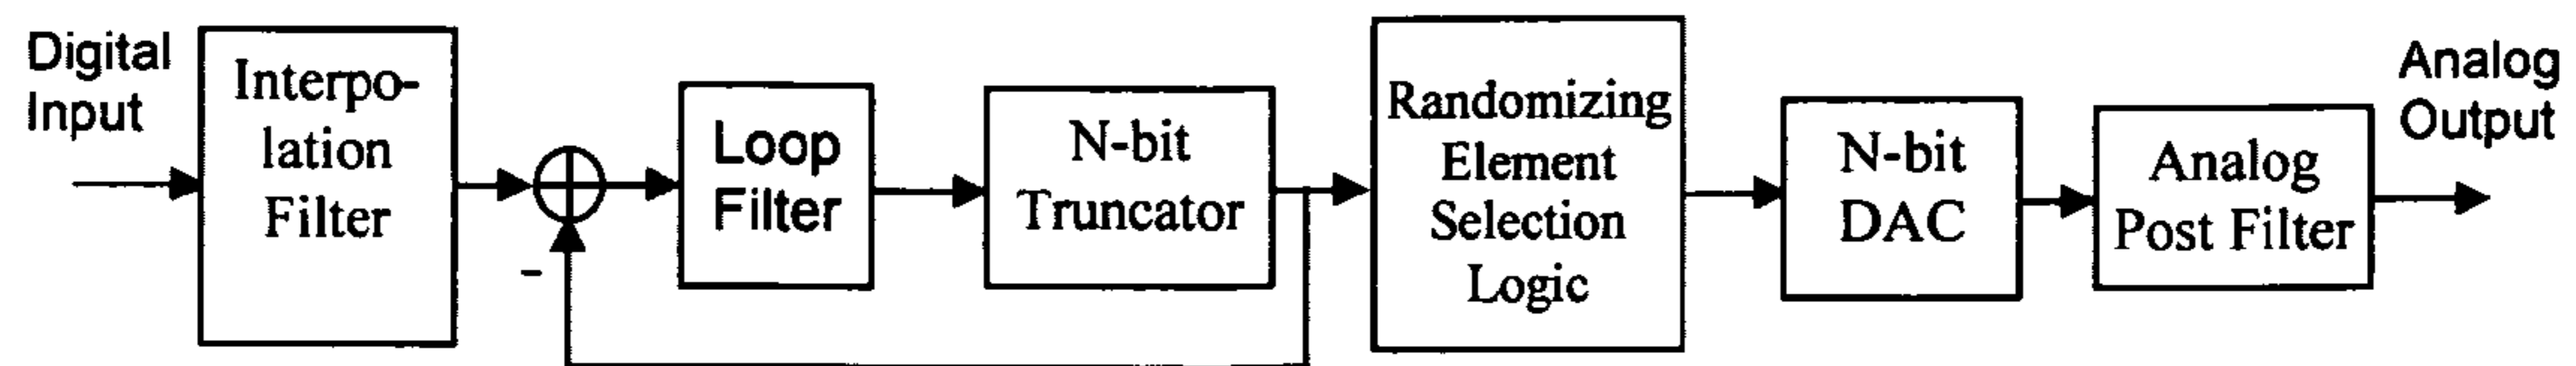 Digital
Input
Interpo-
lation
Filter
-
Loop
Filter
N-bit
Truncator
Randomizing
Element
Selection
Logic
N-bit
DAC
Analog
Post Filter
Analog
Output